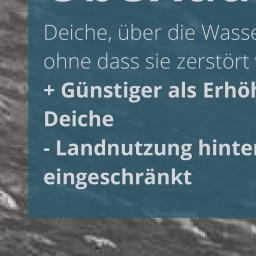 Deiche, über die Wasse
ohne dass sie zerstört
+ Günstiger als Erhöh
Deiche
- Landnutzung hinter
eingeschränkt